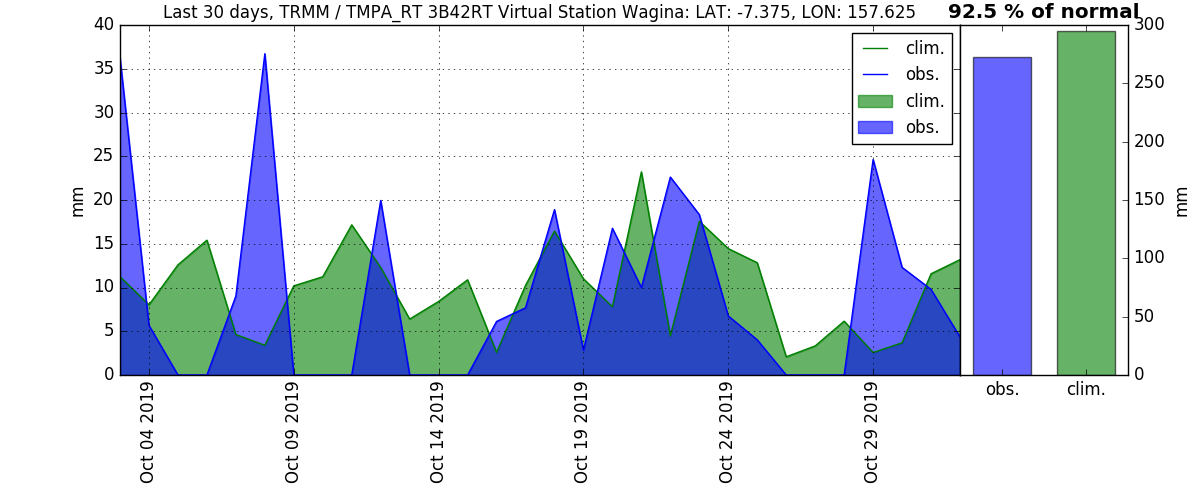 Last 30 days, TRMM / TMPA_RT 3B42RT Virtual Station Wagina: LAT: -7.375, LON: 157.625
92.5 % of normal
40
35
30
25
20
15
10
5
0
mm
clim.
obs.
clim.
obs.
Oct 04 2019
Oct 09 2019
Oct 14 2019
Oct 19 2019
Oct 24 2019
Oct 29 2019
300
250
200
150
100
50
0
mm
obs.
clim.